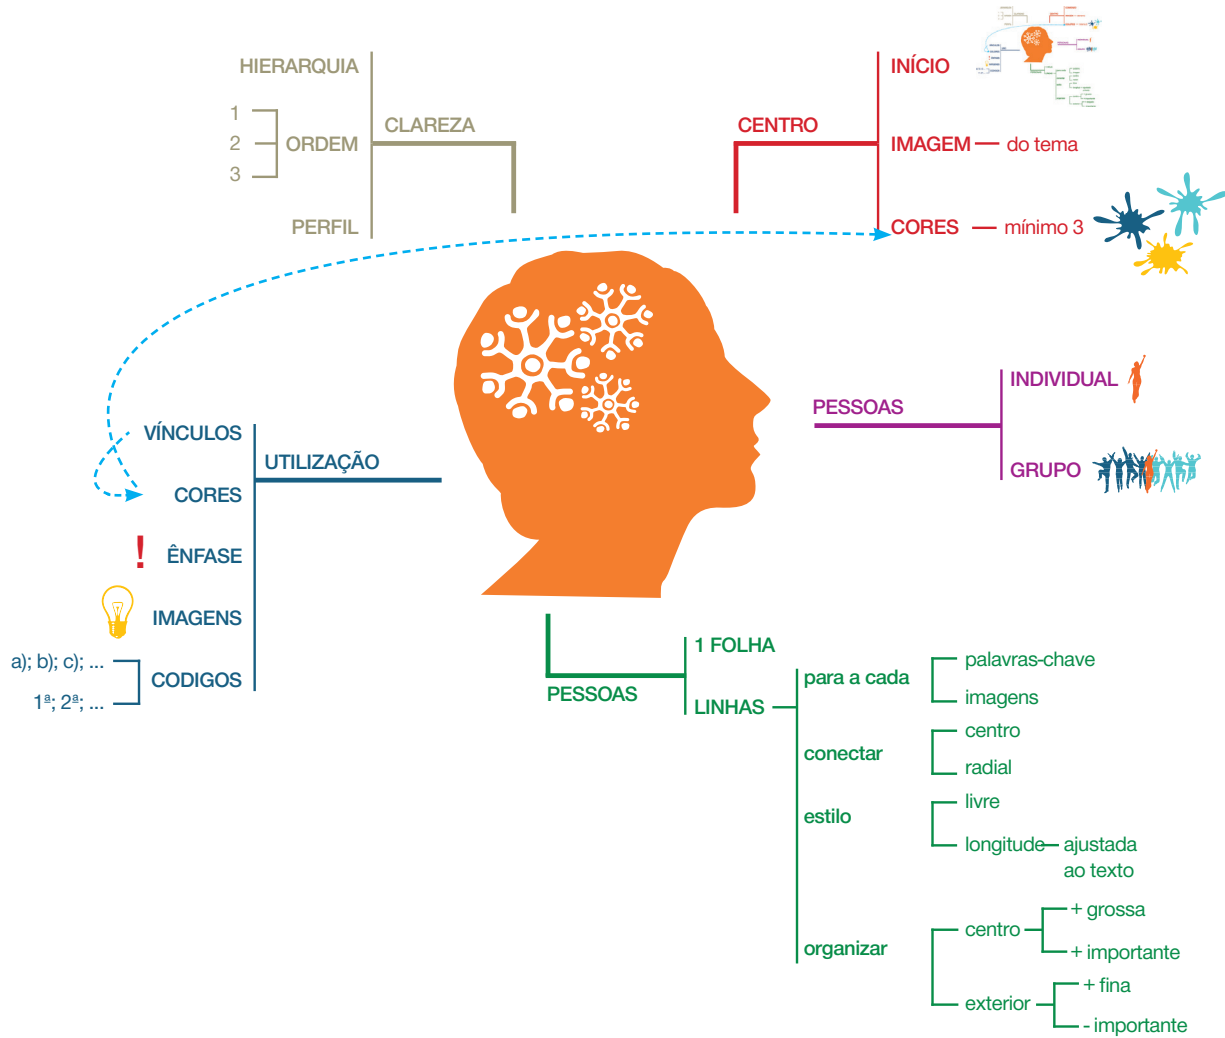 HIERARQUIA
1
2
3
ORDEM
PERFIL
CLAREZA
CENTRO
INÍCIO
IMAGEM
do tema
CORES
mínimo 3
PESSOAS
INDIVIDUAL
GRUPO
VÍNCULOS
UTILIZAÇÃO
CORES
!
ÊNFASE
IMAGENS
a); b); c); ...
CODIGOS
1ª; 2ª; ...
PESSOAS
1 FOLHA
LINHAS
para a cada
palavras-chave
imagens
conectar
centro
radial
estilo
livre
longitude
ajustada
ao texto
organizar
centro
+ grossa
+ importante
exterior
+ fina
- importante